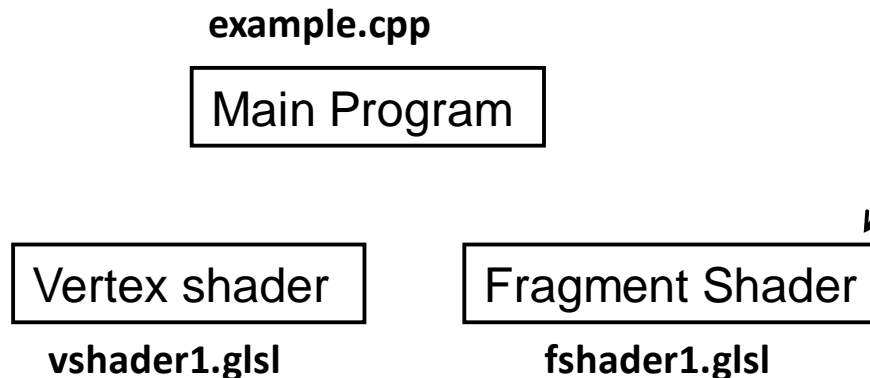 example.cpp
Main Program
Vertex shader
Fragment Shader
vshader1.glsl
fshader1.glsl